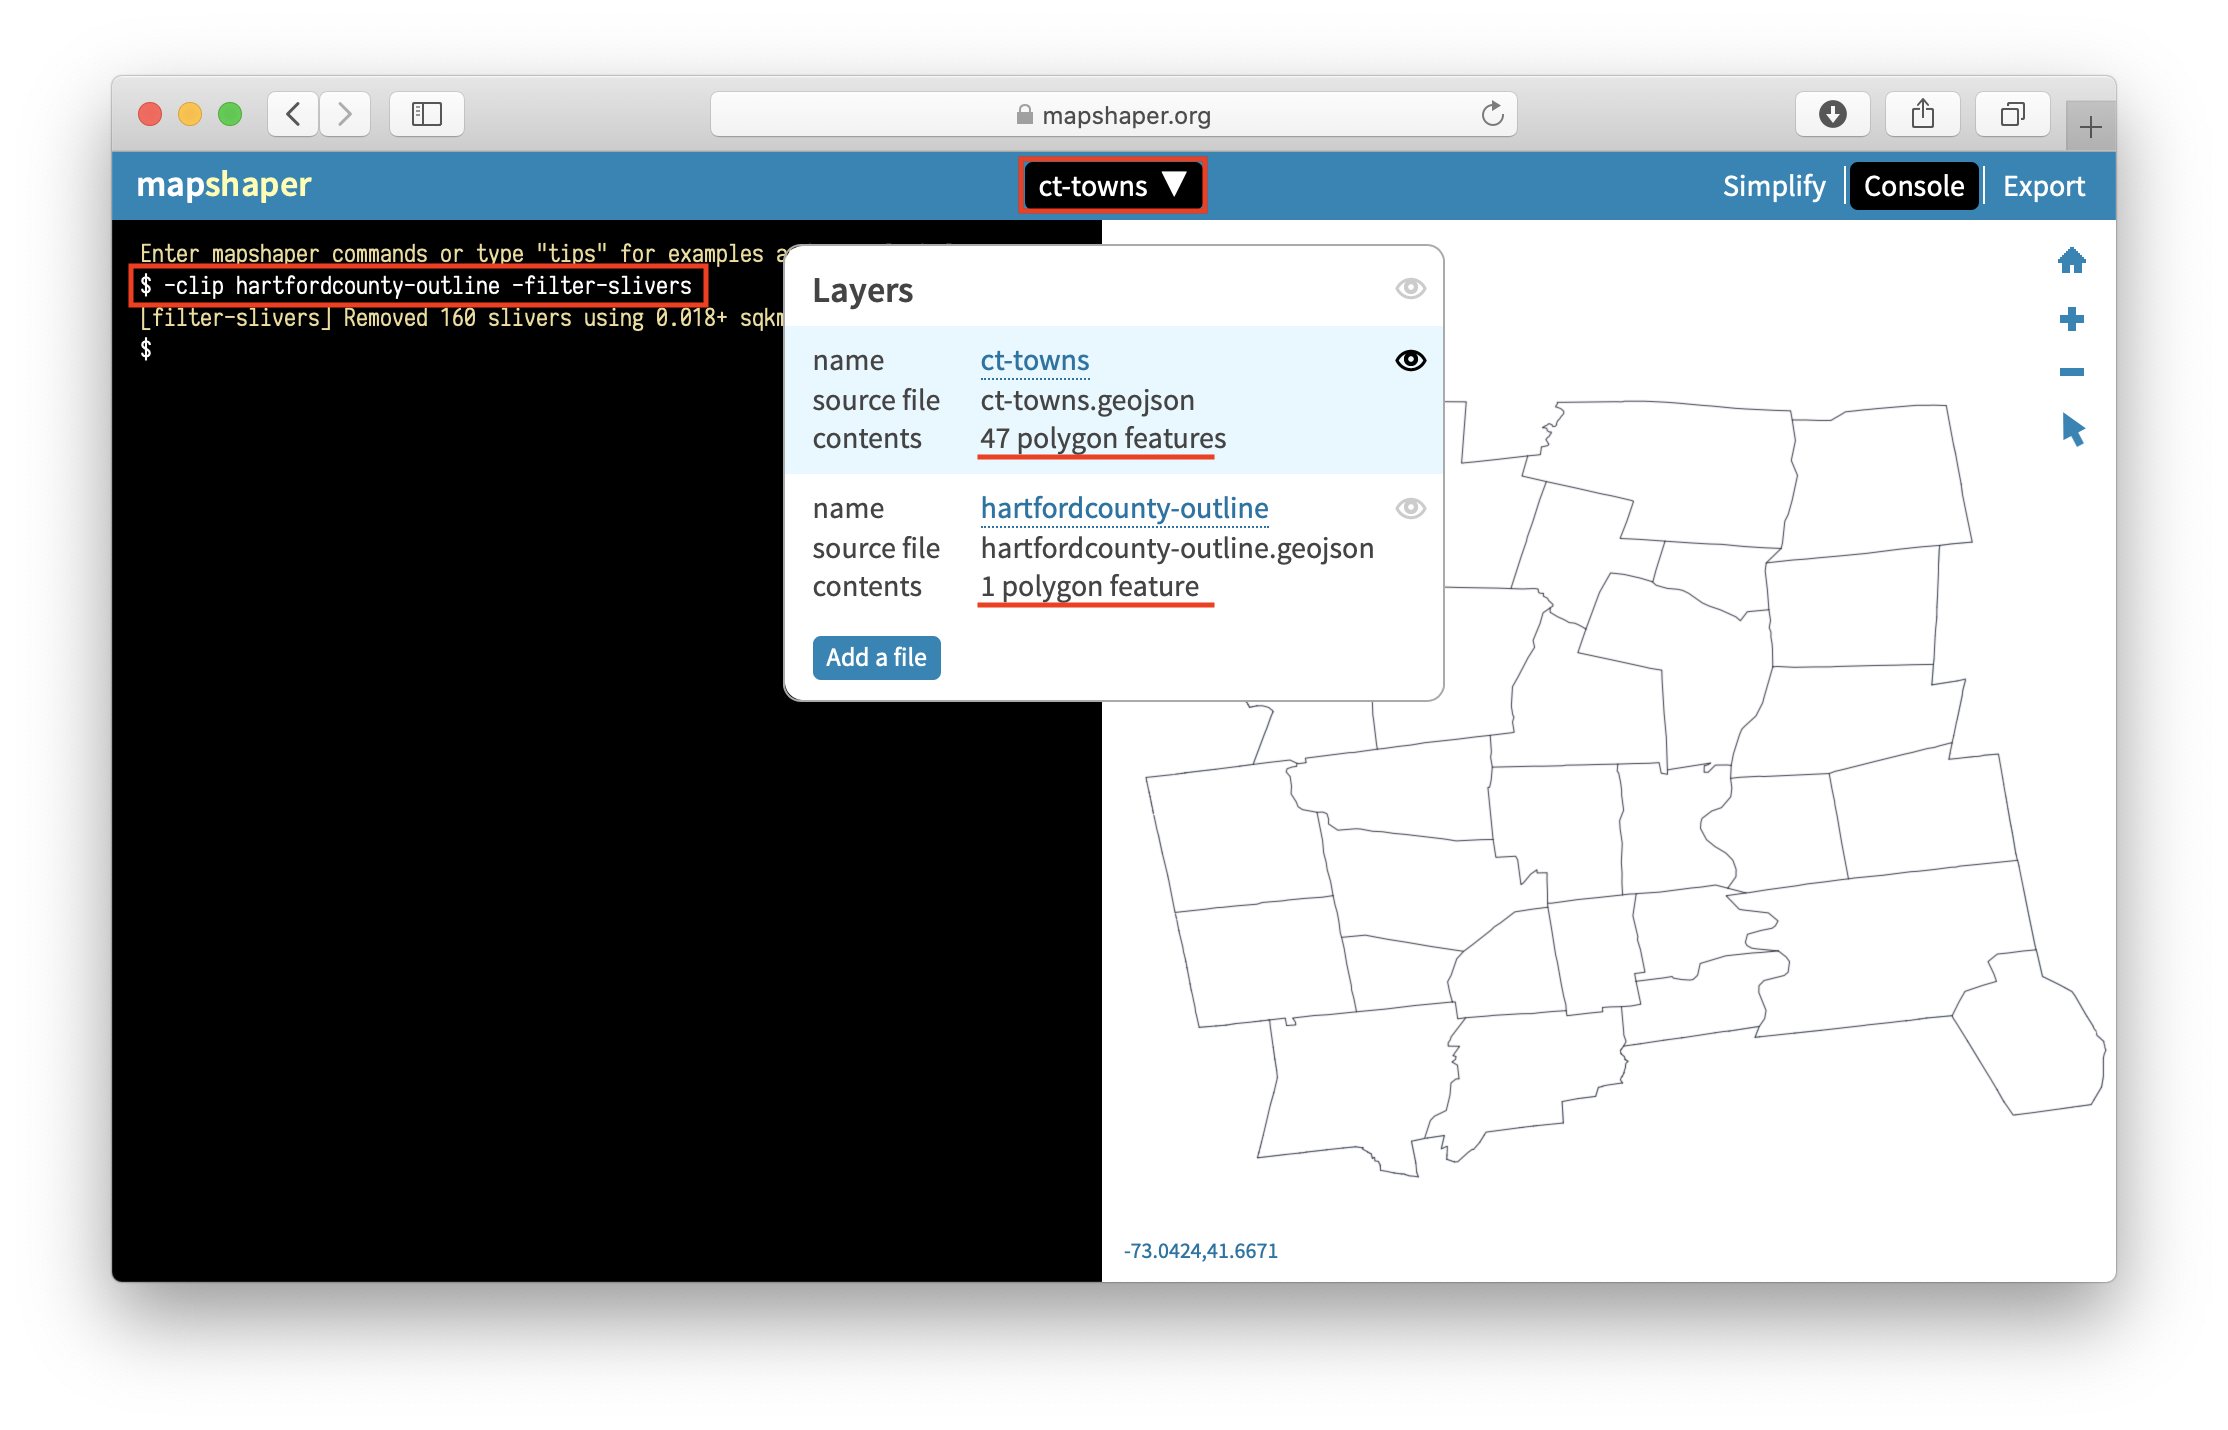 mapshaper.org
mapshaper
ct-towns ▼
Simplify
Console
Export
Enter mapshaper commands or type "tips" for examples
$ -clip hartfordcounty-outline -filter-slivers
[filter-slivers] Removed 160 slivers using 0.018+
$
Layers
name ct-towns
source file ct-towns.geojson
contents 47 polygon features
name hartfordcounty-outline
source file hartfordcounty-outline.geojson
contents 1 polygon feature
Add a file
-73.0424,41.6671